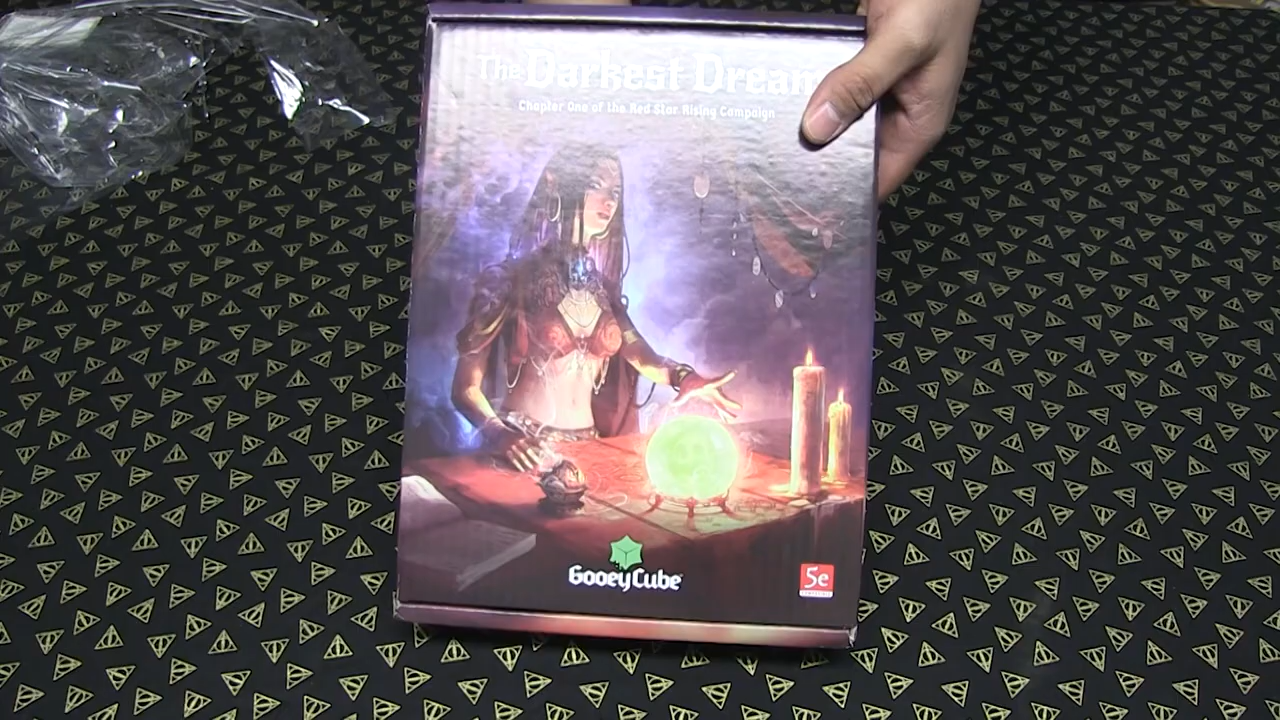 The Darkest Dream
Chapter One of the Red Star Rising Campaign
GooeyCube
5e